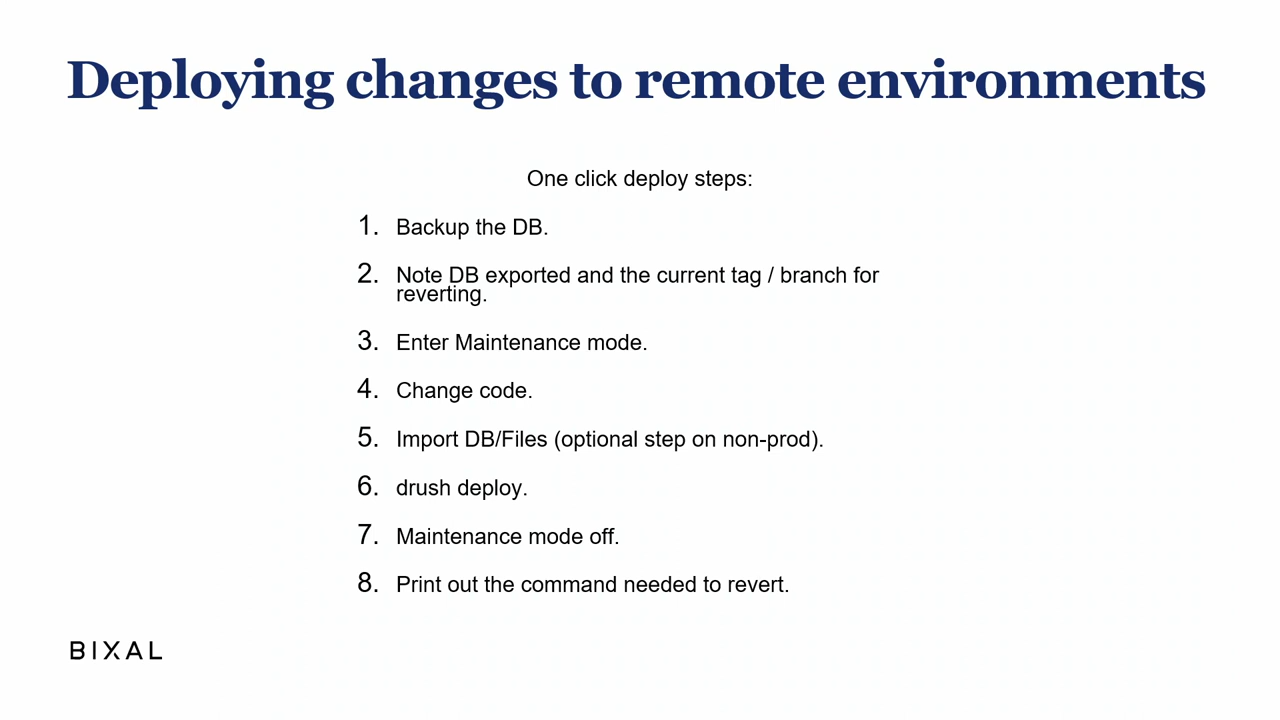 Deploying changes to remote environments
One click deploy steps:
1. Backup the DB.
2. Note DB exported and the current tag / branch for
reverting.
3. Enter Maintenance mode.
4. Change code.
5. Import DB/Files (optional step on non-prod).
6. drush deploy.
7. Maintenance mode off.
8. Print out the command needed to revert.
BIXAL